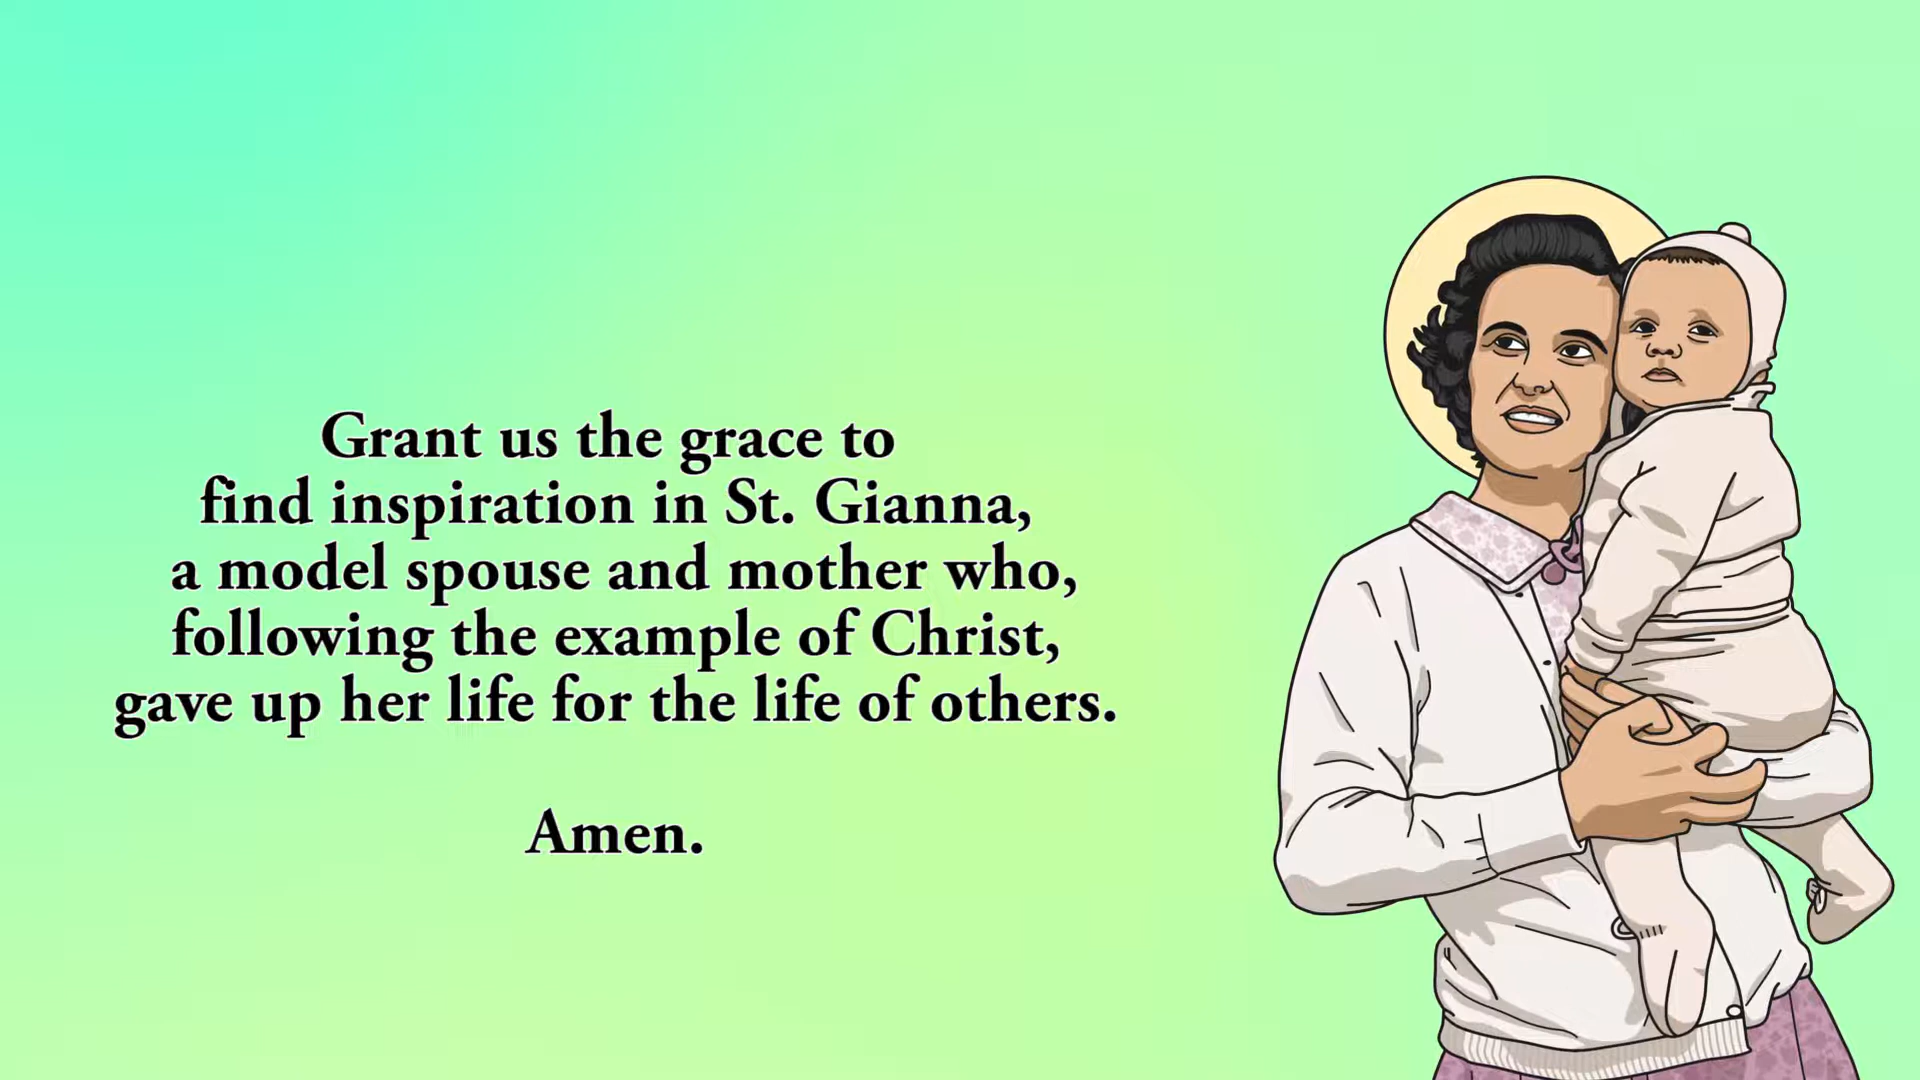 Grant us the grace to
find inspiration in St. Gianna,
a model spouse and mother who,
following the example of Christ,
gave up her life for the life of others.
Amen.